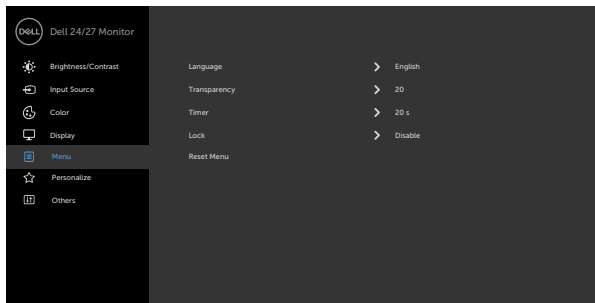 DELL Dell 24/27 Monitor
Brightness/Contrast Language English
Input Source Transparency 20
Color Timer 20 s
Display Lock Disable
Menu Reset Menu
Personalize
Others